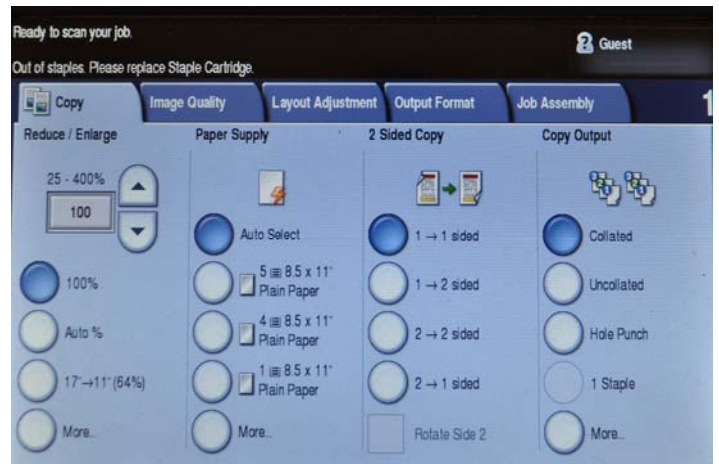 Ready to scan your job.
Guest
Out of staples. Please replace Staple Cartridge.
Copy
Image Quality
Layout Adjustment
Output Format
Job Assembly
1
Reduce / Enlarge
25 - 400%
100
100%
Auto %
17"→11" (64%)
More...
Paper Supply
Auto Select
5 8.5 x 11"
Plain Paper
4 8.5 x 11"
Plain Paper
1 8.5 x 11"
Plain Paper
More...
2 Sided Copy
1 → 1 sided
1 → 2 sided
2 → 2 sided
2 → 1 sided
Rotate Side 2
Copy Output
Collated
Uncollated
Hole Punch
1 Staple
More...